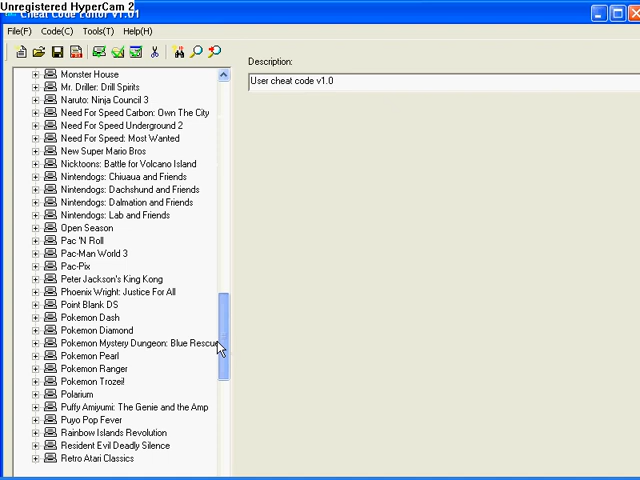 Unregistered HyperCam 2
Cheat Code Editor V1.01
File(F) Code(C) Tools(T) Help(H)
Description:
User cheat code v1.0
Monster House
Mr. Driller: Drill Spirits
Naruto: Ninja Council 3
Need For Speed Carbon: Own The City
Need For Speed Underground 2
Need For Speed: Most Wanted
New Super Mario Bros
Nicktoons: Battle for Volcano Island
Nintendogs: Chiuaua and Friends
Nintendogs: Dachshund and Friends
Nintendogs: Dalmation and Friends
Nintendogs: Lab and Friends
Open Season
Pac 'N Roll
Pac-Man World 3
Pac-Pix
Peter Jackson's King Kong
Phoenix Wright: Justice For All
Point Blank DS
Pokemon Dash
Pokemon Diamond
Pokemon Mystery Dungeon: Blue Rescu
Pokemon Pearl
Pokemon Ranger
Pokemon Trozei!
Polarium
Puffy Amiyumi: The Genie and the Amp
Puyo Pop Fever
Rainbow Islands Revolution
Resident Evil Deadly Silence
Retro Atari Classics